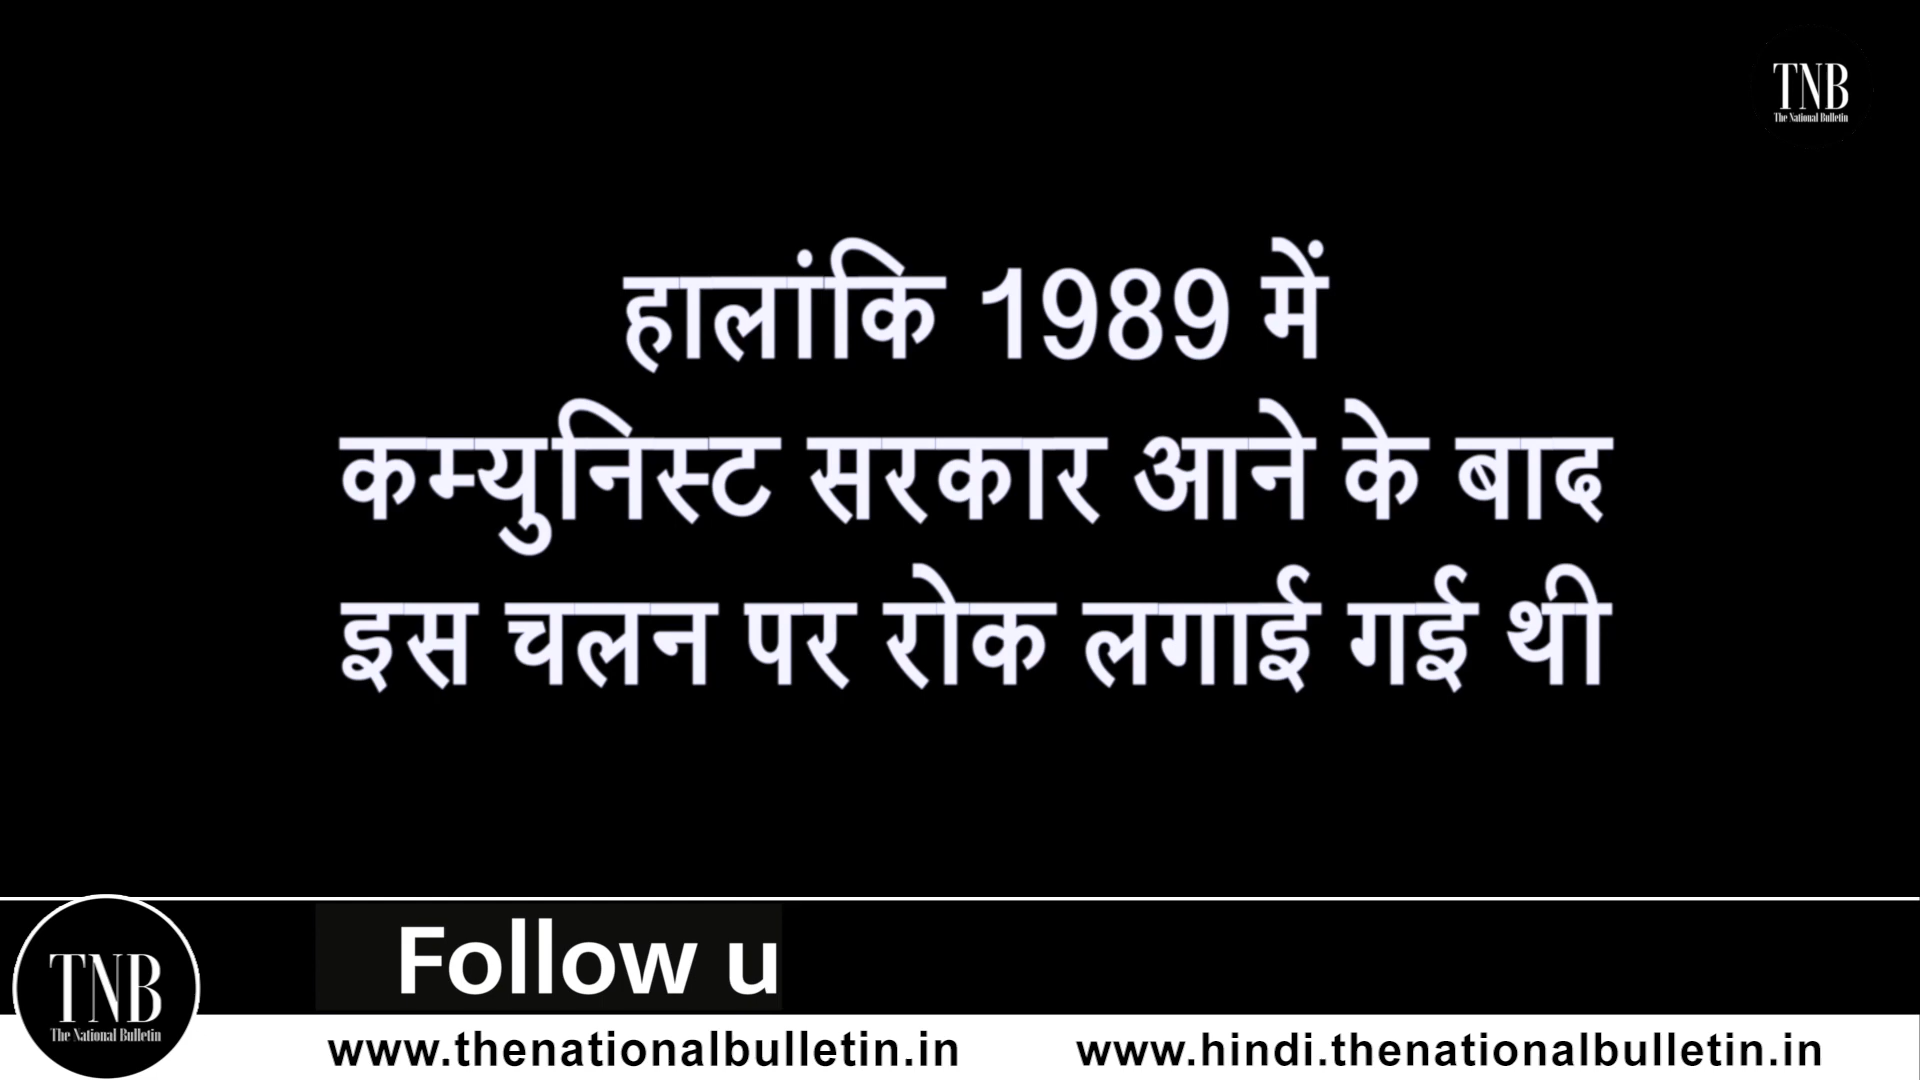 TNB
The National Bulletin
हालांकि 1989 में
कम्युनिस्ट सरकार आने के बाद
इस चलन पर रोक लगाई गई थी
Follow u
TNB
The National Bulletin
www.thenationalbulletin.in
www.hindi.thenationalbulletin.in